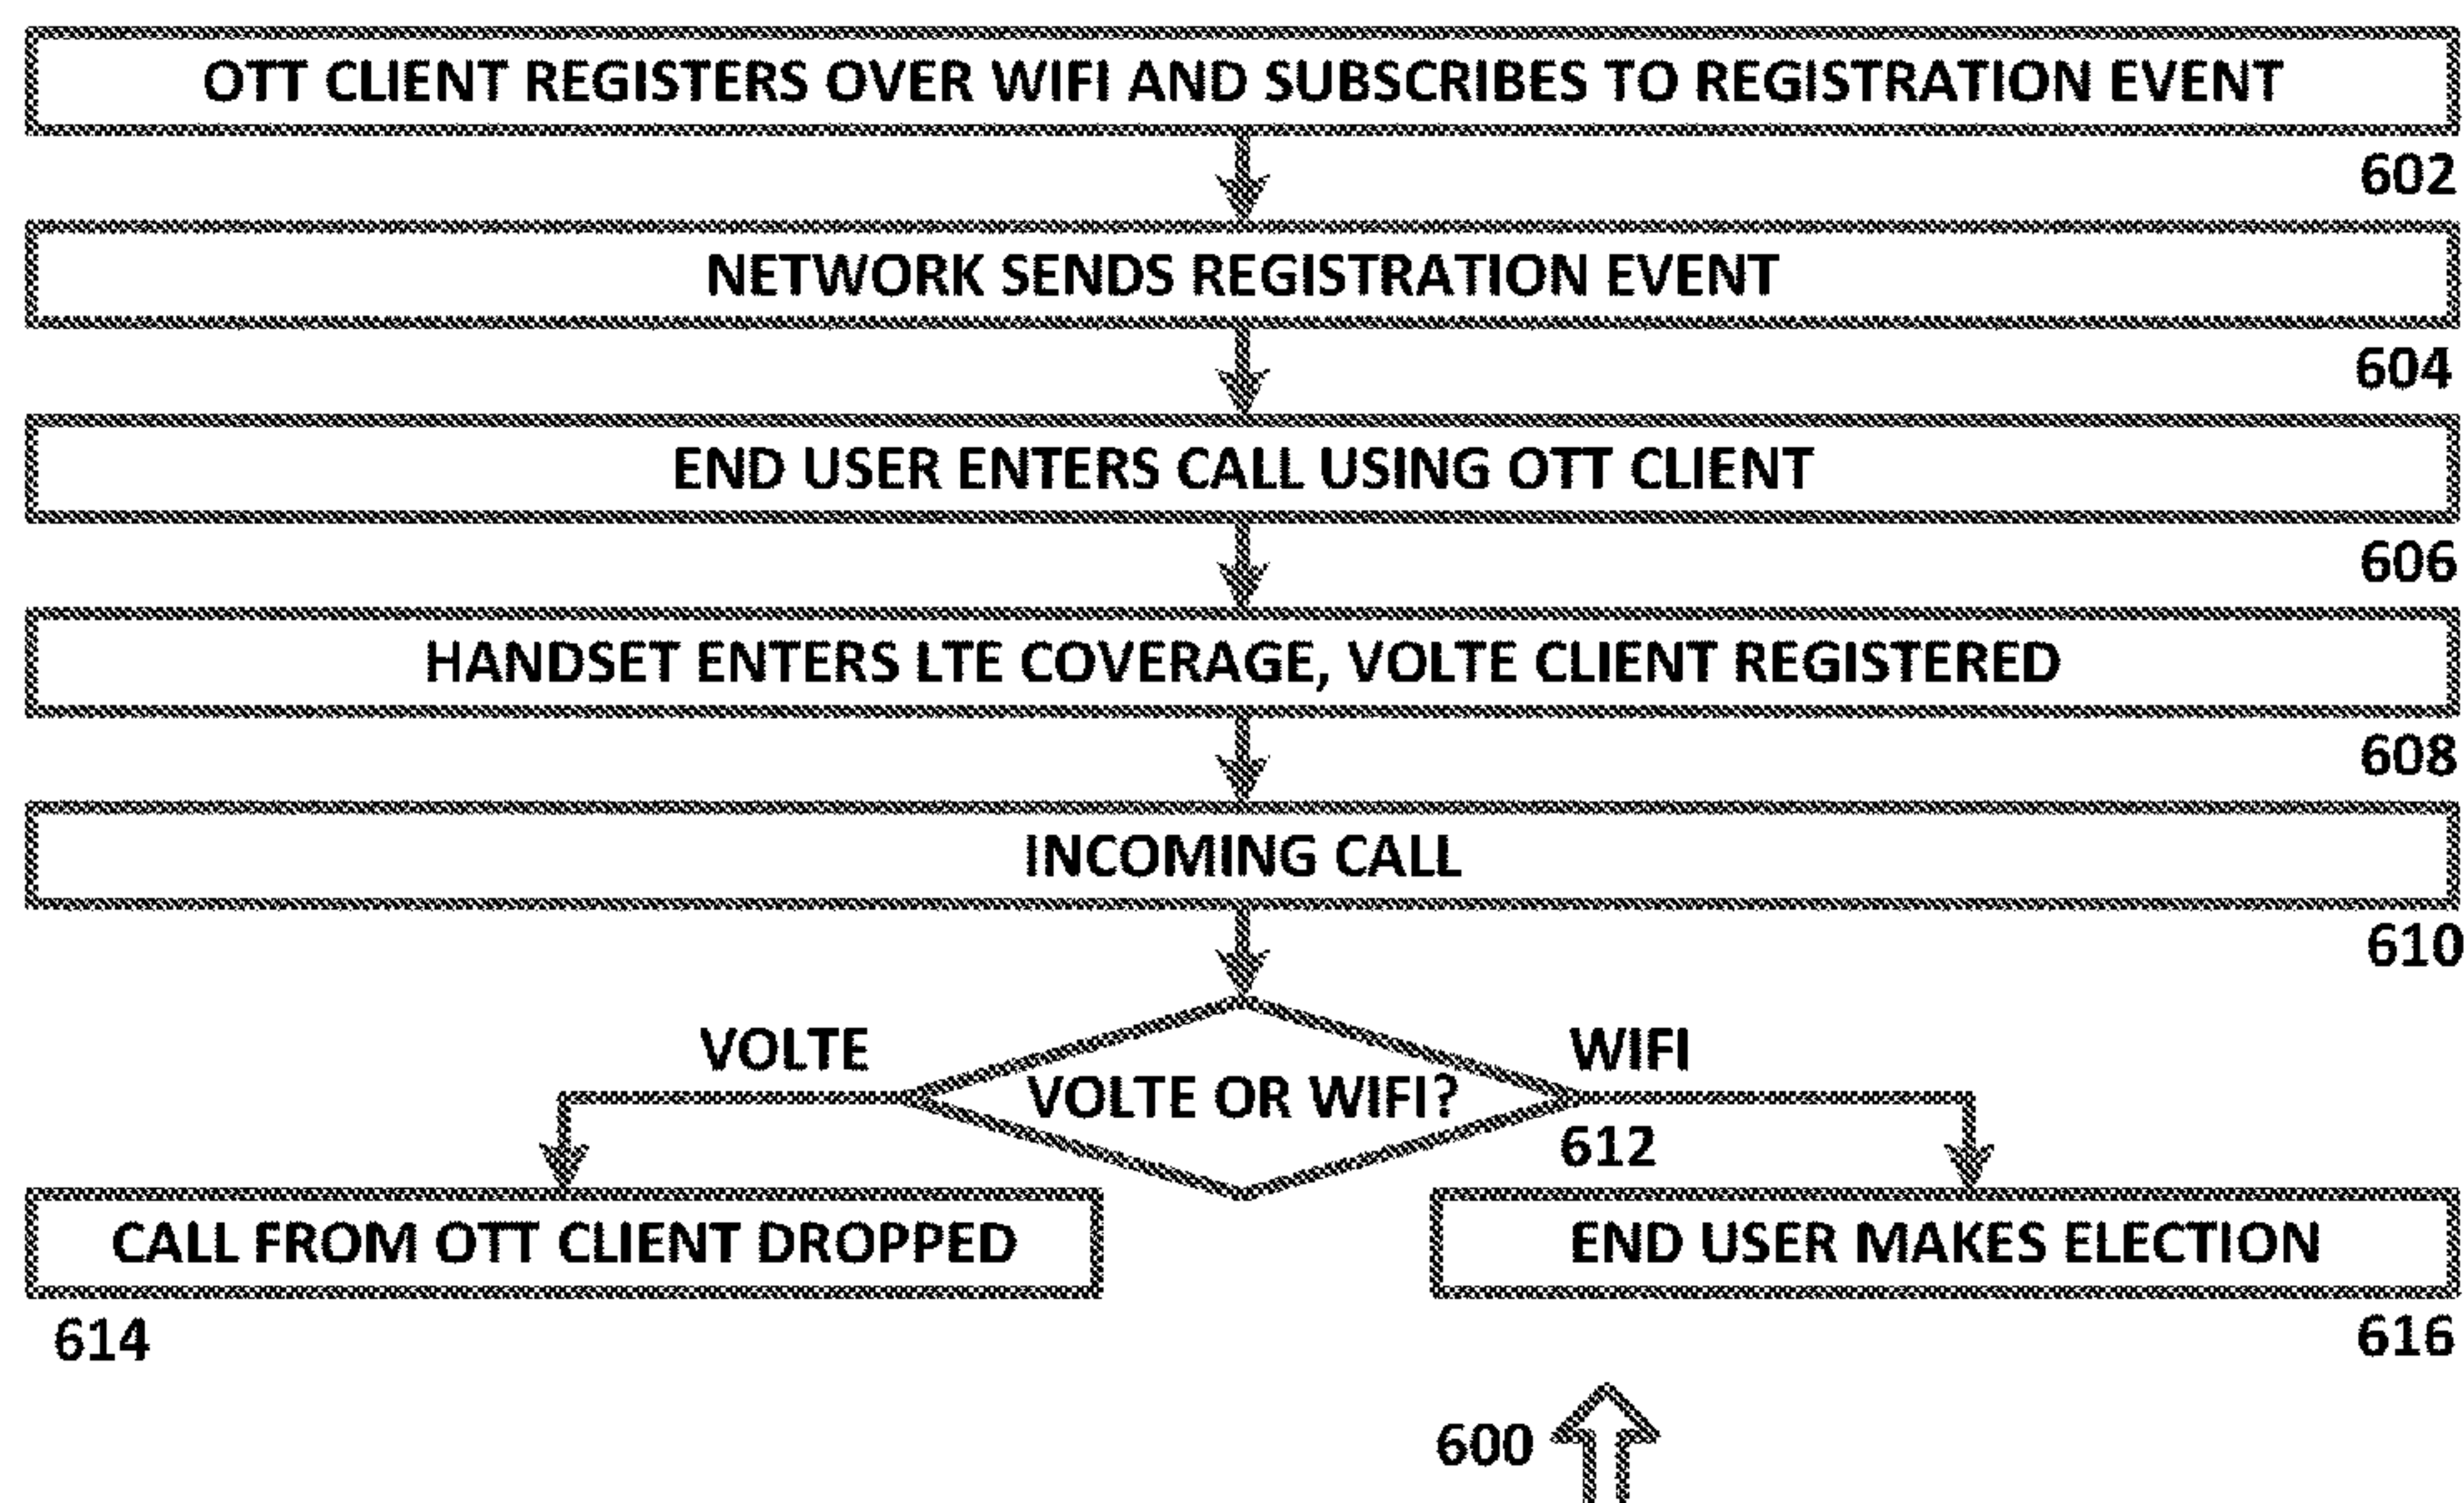 OTT CLIENT REGISTERS OVER WIFI AND SUBSCRIBES TO REGISTRATION EVENT
602
NETWORK SENDS REGISTRATION EVENT
604
END USER ENTERS CALL USING OTT CLIENT
606
HANDSET ENTERS LTE COVERAGE, VOLTE CLIENT REGISTERED
608
INCOMING CALL
610
VOLTE
WIFI
VOLTE OR WIFI?
612
CALL FROM OTT CLIENT DROPPED
END USER MAKES ELECTION
614
616
600